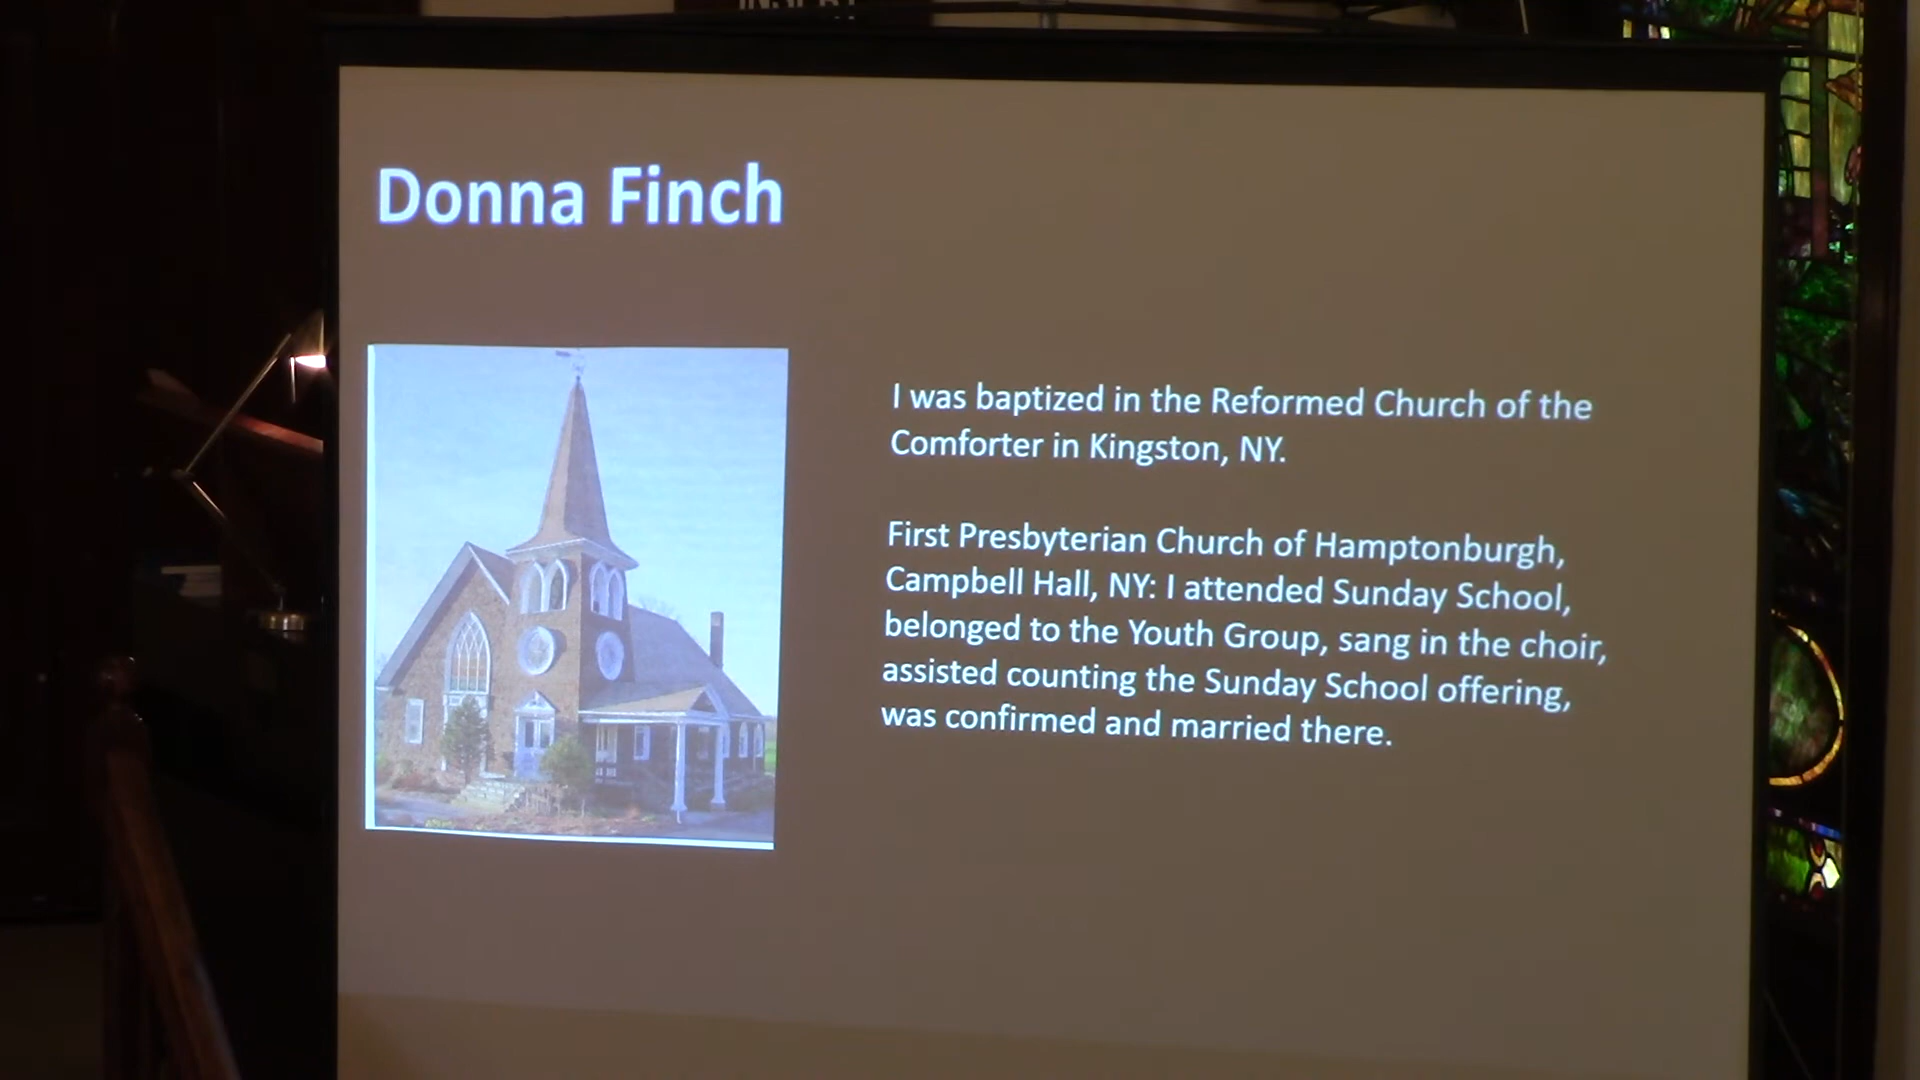 Donna Finch
I was baptized in the Reformed Church of the
Comforter in Kingston, NY.
First Presbyterian Church of Hamptonburgh,
Campbell Hall, NY: I attended Sunday School,
belonged to the Youth Group, sang in the choir,
assisted counting the Sunday School offering,
was confirmed and married there.